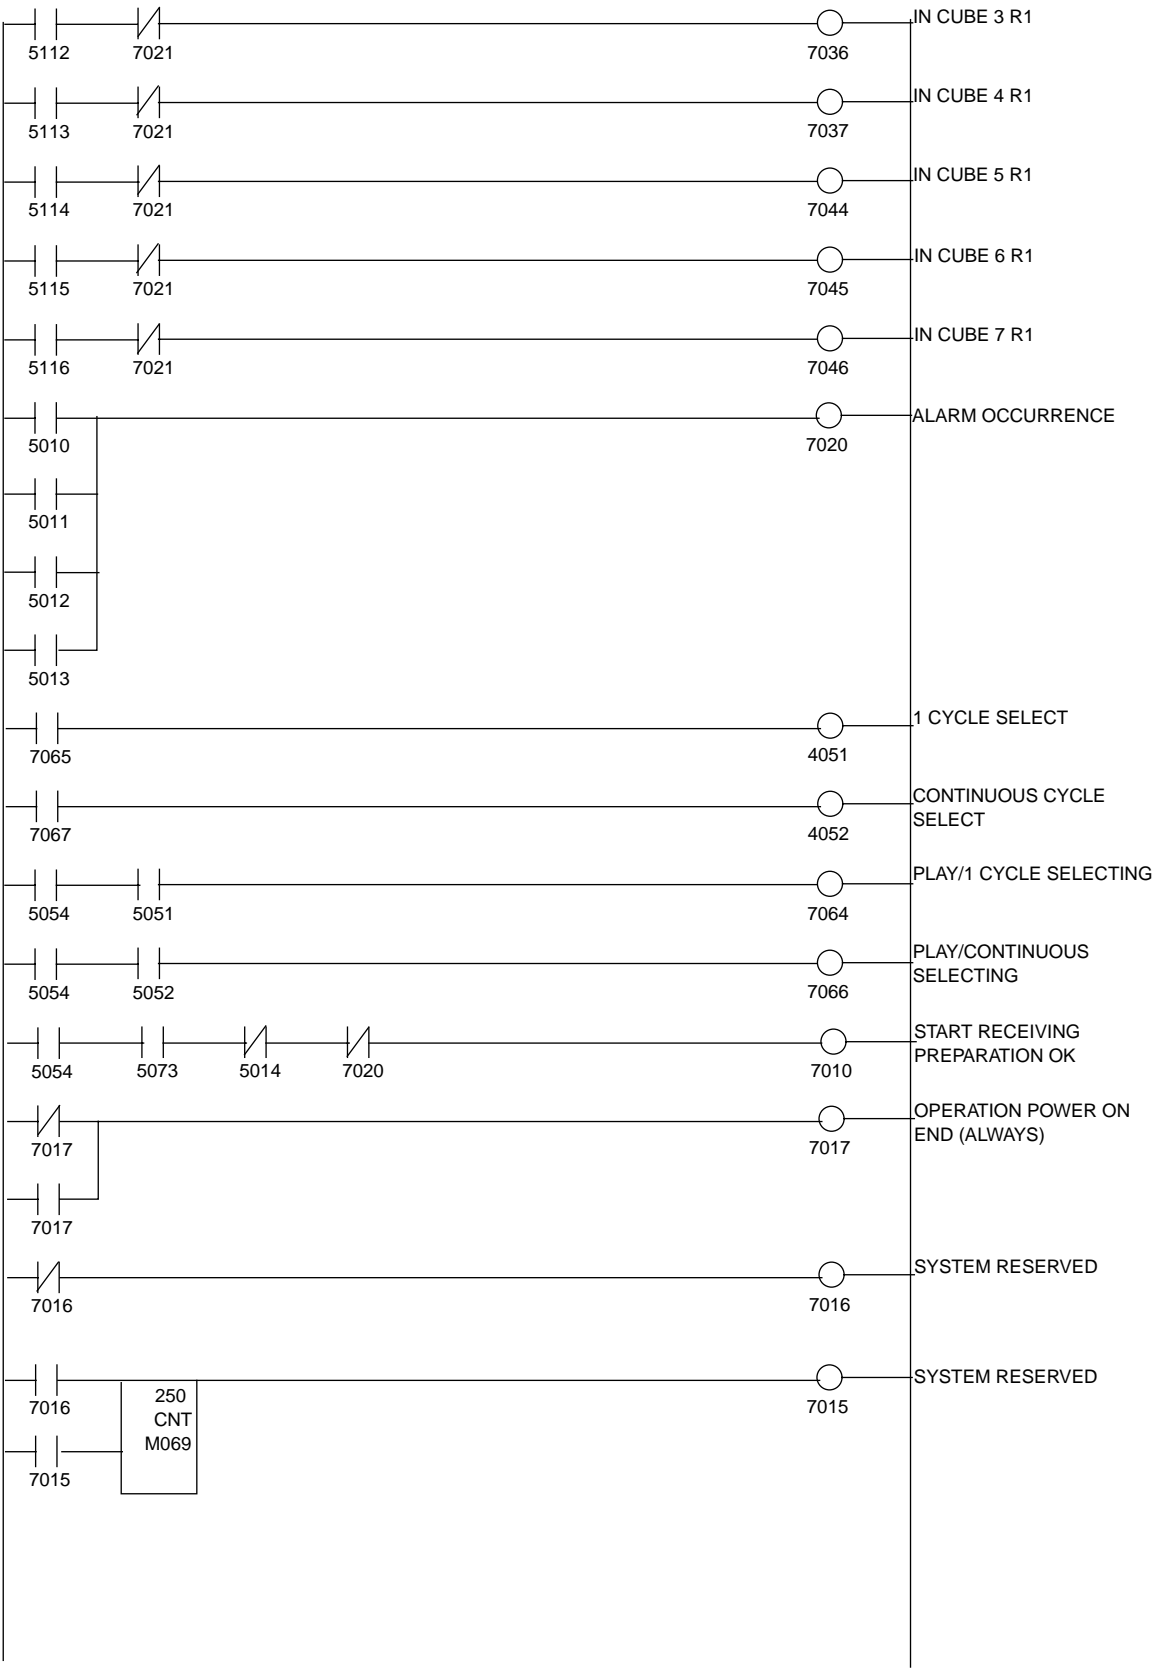 IN CUBE 3 R1
5112 7021 7036
IN CUBE 4 R1
5113 7021 7037
IN CUBE 5 R1
5114 7021 7044
IN CUBE 6 R1
5115 7021 7045
IN CUBE 7 R1
5116 7021 7046
ALARM OCCURRENCE
5010 7020
5011
5012
5013
1 CYCLE SELECT
7065 4051
CONTINUOUS CYCLE
SELECT
7067 4052
PLAY/1 CYCLE SELECTING
5054 5051 7064
PLAY/CONTINUOUS
SELECTING
5054 5052 7066
START RECEIVING
PREPARATION OK
5054 5073 5014 7020 7010
OPERATION POWER ON
END (ALWAYS)
7017 7017
7017
SYSTEM RESERVED
7016 7016
SYSTEM RESERVED
7016 7015
250
CNT
M069
7015